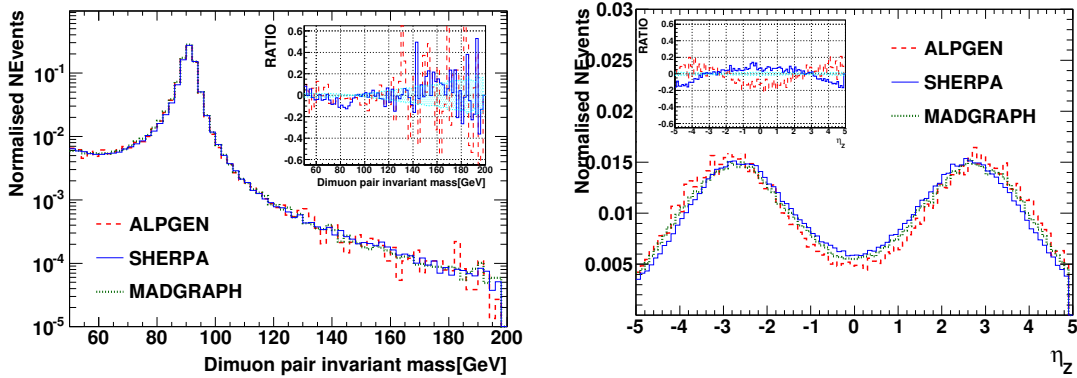 Normalised NEvents
10⁻¹
10⁻²
10⁻³
10⁻⁴
10⁻⁵
60 80 100 120 140 160 180 200
Dimuon pair invariant mass[GeV]
ALPGEN
SHERPA
MADGRAPH
RATIO
0.6
0.4
0.2
0
-0.2
-0.4
-0.6
60 80 100 120 140 160 180 200
Dimuon pair invariant mass[GeV]
Normalised NEvents
0.03
0.025
0.02
0.015
0.01
0.005
-5 -4 -3 -2 -1 0 1 2 3 4 5
η_Z
RATIO
0.6
0.4
0.2
0
-0.2
-0.4
-0.6
-5 -4 -3 -2 -1 0 1 2 3 4 5
η_Z
ALPGEN
SHERPA
MADGRAPH